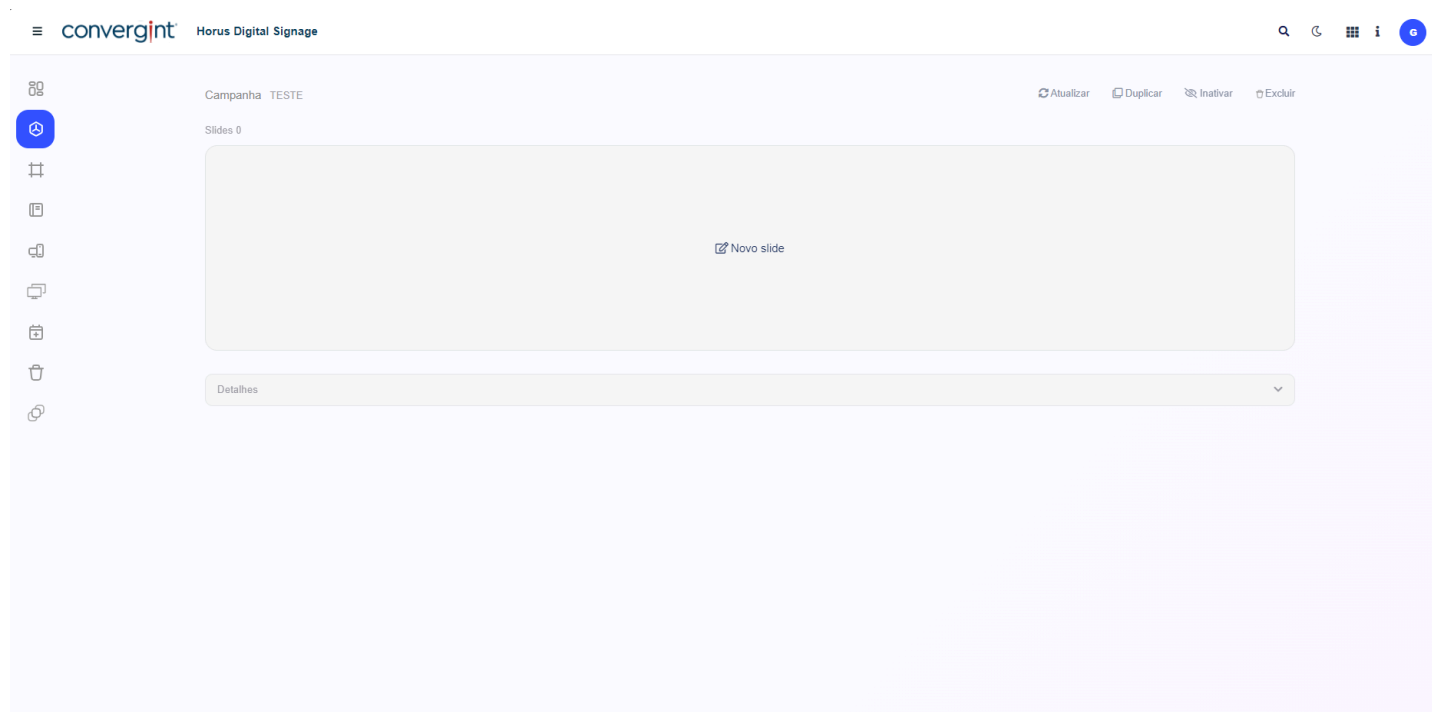 convergint Horus Digital Signage G
Campanha TESTE Atualizar Duplicar Inativar Excluir
Slides 0
Novo slide
Detalhes